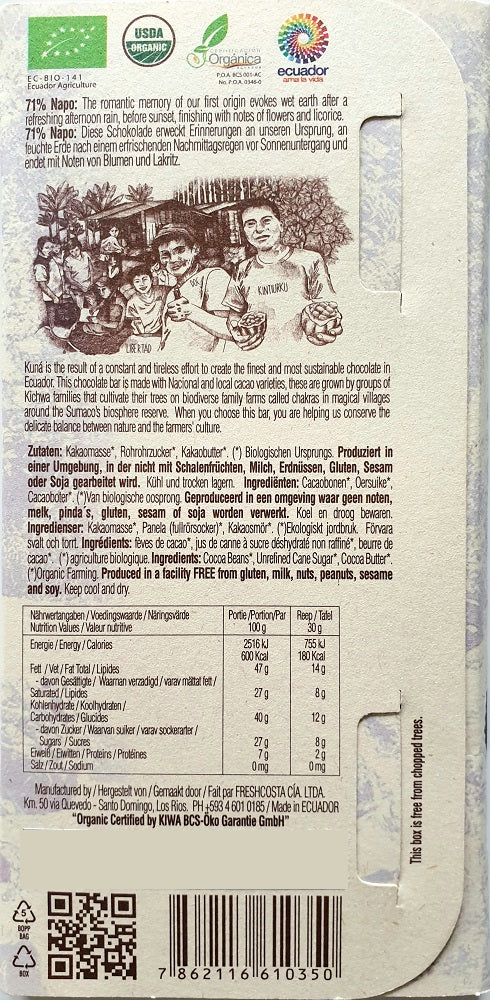 USDA
ORGANIC
CERTIFICACIÓN
Orgánica
ECUADOR
P.O.A. BCS 001-AC
No. P.O.A. 0346-0
ecuador
ama la vida
EC-BIO-141
Ecuador Agriculture
71% Napo: The romantic memory of our first origin evokes wet earth after a
refreshing afternoon rain, before sunset, finishing with notes of flowers and licorice.
71% Napo: Diese Schokolade erweckt Erinnerungen an unseren Ursprung, an
feuchte Erde nach einem erfrischenden Nachmittagsregen vor Sonnenuntergang und
endet mit Noten von Blumen und Lakritz.
KINTIURKU
LIBERTAD
Kuná is the result of a constant and tireless effort to create the finest and most sustainable chocolate in
Ecuador. This chocolate bar is made with Nacional and local cacao varieties, these are grown by groups of
Kichwa families that cultivate their trees on biodiverse family farms called chakras in magical villages
around the Sumaco's biosphere reserve. When you choose this bar, you are helping us conserve the
delicate balance between nature and the farmers' culture.
Zutaten: Kakaomasse*, Rohrohrzucker*, Kakaobutter*. (*) Biologischen Ursprungs. Produziert in
einer Umgebung, in der nicht mit Schalenfrüchten, Milch, Erdnüssen, Gluten, Sesam
oder Soja gearbeitet wird. Kühl und trocken lagern. Ingrediënten: Cacaobonen*, Oersuike*,
Cacaoboter*. (*)Van biologische oosprong. Geproduceerd in een omgeving waar geen noten,
melk, pinda´s, gluten, sesam of soja worden verwerkt. Koel en droog bewaren.
Ingredienser: Kakaomasse*, Panela (fullrörsocker)*, Kakaosmör*. (*)Ekologiskt jordbruk. Förvara
svalt och torrt. Ingrédients: fèves de cacao*, jus de canne à sucre déshydraté non raffiné*, beurre de
cacao*. (*) agriculture biologique. Ingredients: Cocoa Beans*, Unrefined Cane Sugar*, Cocoa Butter*.
(*)Organic Farming. Produced in a facility FREE from gluten, milk, nuts, peanuts, sesame
and soy. Keep cool and dry.
Nährwertangaben / Voedingswaarde / Näringsvärde Portie /Portion/Par Reep / Tafel
Nutrition Values / Valeur nutritive 100 g 30 g
Energie / Energy / Calories 2516 kJ 755 kJ
600 Kcal 180 Kcal
Fett / Vet / Fat Total / Lipides 47 g 14 g
- davon Gesättigte / Waarnan verzadigd / varav mättat fett /
Saturated / Lipides 27 g 8 g
Kohlenhydrate / Koolhydraten /
Carbohydrates / Glucides 40 g 12 g
- davon Zucker / Waarvan suiker / varav sockerarter /
Sugars / Sucres 27 g 8 g
Eiweiß / Eiwitten / Proteins / Protéines 7 g 2 g
Salz / Zout / Sodium 0 mg 0 mg
Manufactured by / Hergestelt von / Gemaakt door / Fait par FRESHCOSTA CÍA. LTDA.
Km. 50 vía Quevedo - Santo Domingo, Los Rios. PH +593 4 601 0185 / Made in ECUADOR
"Organic Certified by KIWA BCS-Öko Garantie GmbH"
This box is free from chopped trees.
5
BOPP
BAG
BOX
7 862116 610350